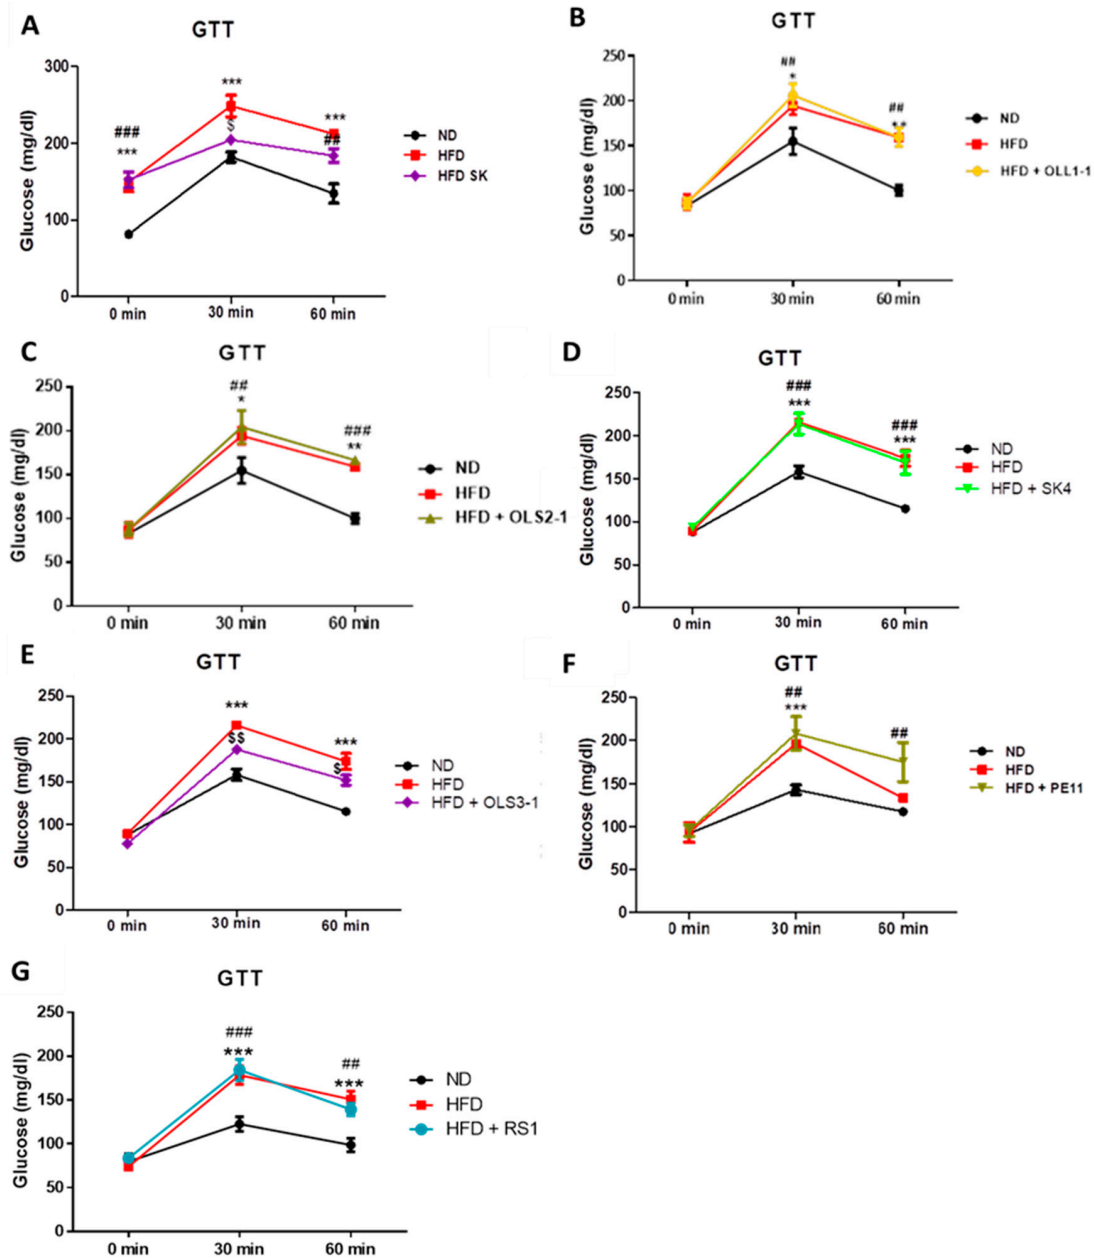 A
GTT
Glucose (mg/dl)
300
200
100
0
0 min
30 min
60 min
###
***
***
$
***
##
ND
HFD
HFD SK
B
GTT
Glucose (mg/dl)
250
200
150
100
50
0
0 min
30 min
60 min
##
*
##
**
ND
HFD
HFD + OLL1-1
C
GTT
Glucose (mg/dl)
250
200
150
100
50
0
0 min
30 min
60 min
##
*
###
**
ND
HFD
HFD + OLS2-1
D
GTT
Glucose (mg/dl)
250
200
150
100
50
0
0 min
30 min
60 min
###
***
###
***
ND
HFD
HFD + SK4
E
GTT
Glucose (mg/dl)
250
200
150
100
50
0
0 min
30 min
60 min
***
$$
***
$
ND
HFD
HFD + OLS3-1
F
GTT
Glucose (mg/dl)
250
200
150
100
50
0
0 min
30 min
60 min
##
***
##
ND
HFD
HFD + PE11
G
GTT
Glucose (mg/dl)
250
200
150
100
50
0
0 min
30 min
60 min
###
***
##
***
ND
HFD
HFD + RS1